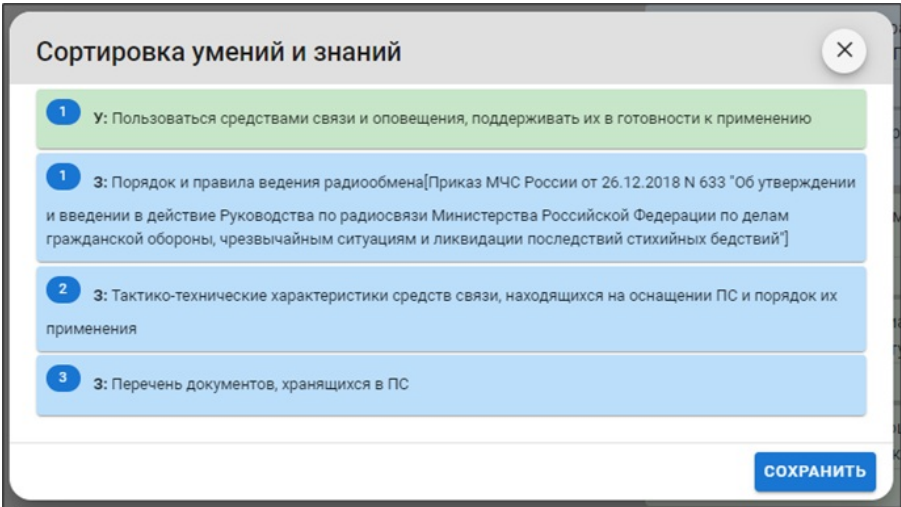 Сортировка умений и знаний
1 У: Пользоваться средствами связи и оповещения, поддерживать их в готовности к применению
1 З: Порядок и правила ведения радиообмена[Приказ МЧС России от 26.12.2018 N 633 "Об утверждении
и введении в действие Руководства по радиосвязи Министерства Российской Федерации по делам
гражданской обороны, чрезвычайным ситуациям и ликвидации последствий стихийных бедствий"]
2 З: Тактико-технические характеристики средств связи, находящихся на оснащении ПС и порядок их
применения
3 З: Перечень документов, хранящихся в ПС
СОХРАНИТЬ